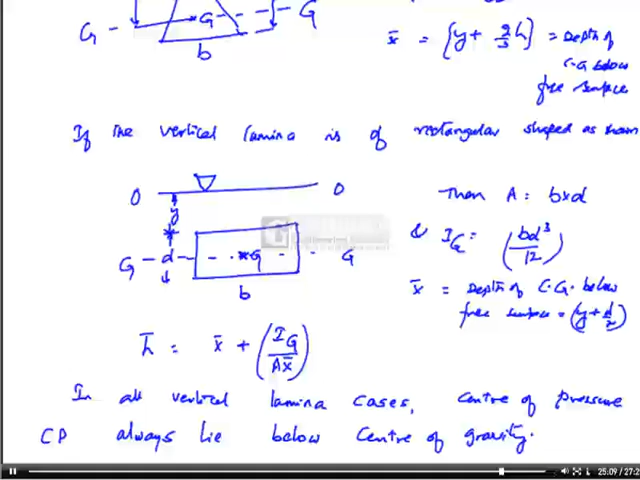 G G G
b
x̄ = {y + 2/3 h} = Depth of
C.G below
free surface
If the vertical lamina is of rectangular shaped as shown
O O
y
Then A = b×d
G d G G
& I_G = (bd³/12)
b
x̄ = Depth of C.G. below
free surface = (y + d/2)
h̄ = x̄ + (I_G/Ax̄)
In all vertical lamina cases, Centre of pressure
CP always lie below Centre of gravity.
25:09 / 27:2